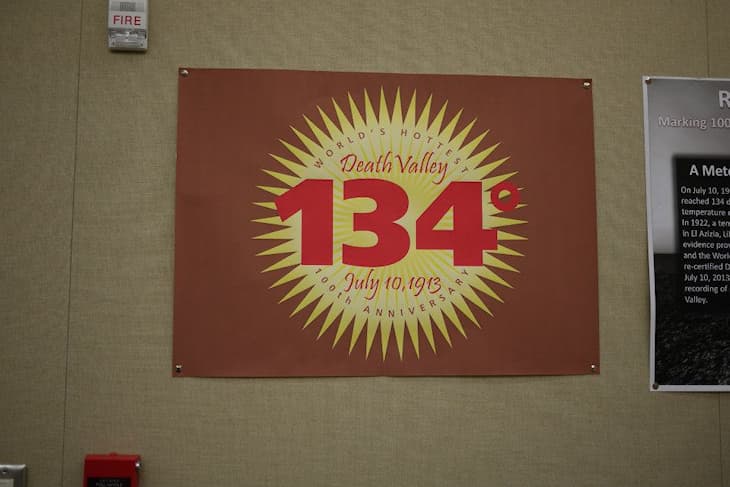 FIRE
WORLD'S HOTTEST
Death Valley
134°
July 10, 1913
100th ANNIVERSARY
R
Marking 100
A Mete
On July 10, 19
reached 134 d
temperature
In 1922, a ten
in El Azizia, Li
evidence prov
and the World
re-certified D
July 10, 2013
recording of
Valley.